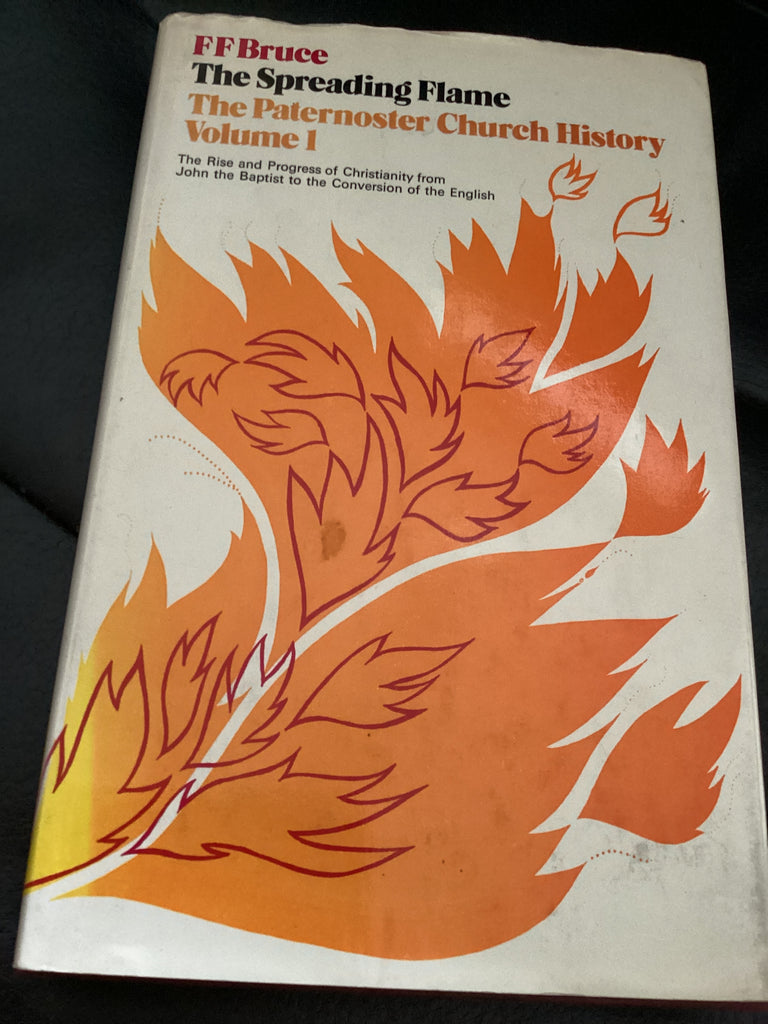 FF Bruce
The Spreading Flame
The Paternoster Church History
Volume 1
The Rise and Progress of Christianity from
John the Baptist to the Conversion of the English